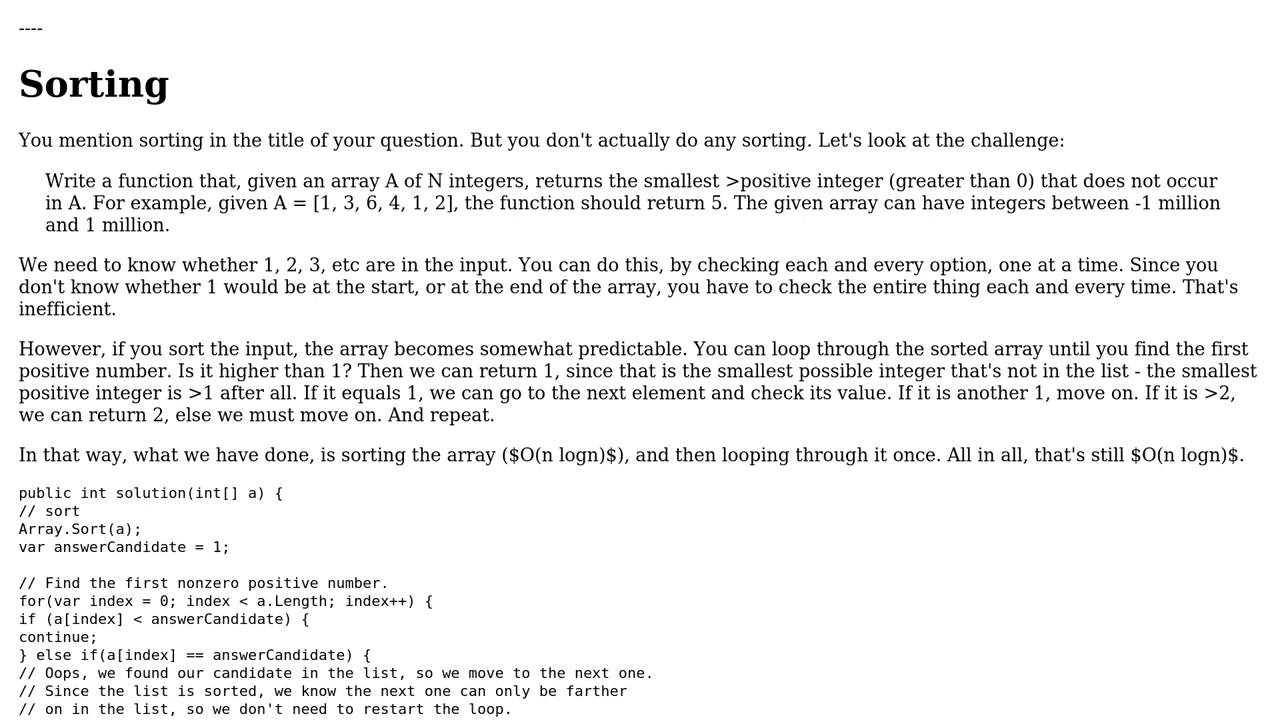 ----
Sorting
You mention sorting in the title of your question. But you don't actually do any sorting. Let's look at the challenge:
Write a function that, given an array A of N integers, returns the smallest >positive integer (greater than 0) that does not occur
in A. For example, given A = [1, 3, 6, 4, 1, 2], the function should return 5. The given array can have integers between -1 million
and 1 million.
We need to know whether 1, 2, 3, etc are in the input. You can do this, by checking each and every option, one at a time. Since you
don't know whether 1 would be at the start, or at the end of the array, you have to check the entire thing each and every time. That's
inefficient.
However, if you sort the input, the array becomes somewhat predictable. You can loop through the sorted array until you find the first
positive number. Is it higher than 1? Then we can return 1, since that is the smallest possible integer that's not in the list - the smallest
positive integer is >1 after all. If it equals 1, we can go to the next element and check its value. If it is another 1, move on. If it is >2,
we can return 2, else we must move on. And repeat.
In that way, what we have done, is sorting the array ($O(n logn)$), and then looping through it once. All in all, that's still $O(n logn)$.
public int solution(int[] a) {
// sort
Array.Sort(a);
var answerCandidate = 1;
// Find the first nonzero positive number.
for(var index = 0; index < a.Length; index++) {
if (a[index] < answerCandidate) {
continue;
} else if(a[index] == answerCandidate) {
// Oops, we found our candidate in the list, so we move to the next one.
// Since the list is sorted, we know the next one can only be farther
// on in the list, so we don't need to restart the loop.